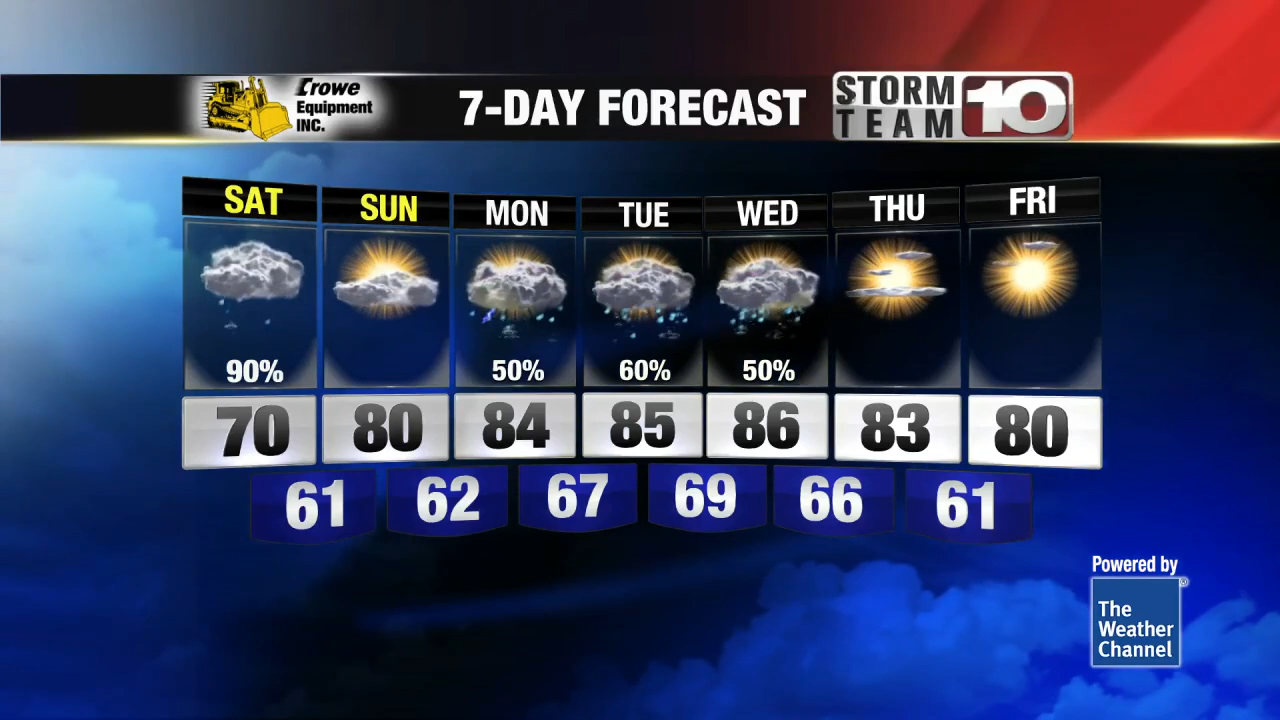 Crowe
Equipment
INC.
7-DAY FORECAST
STORM
TEAM
10
SAT SUN MON TUE WED THU FRI
90% 50% 60% 50%
70 80 84 85 86 83 80
61 62 67 69 66 61
Powered by
The
Weather
Channel
®